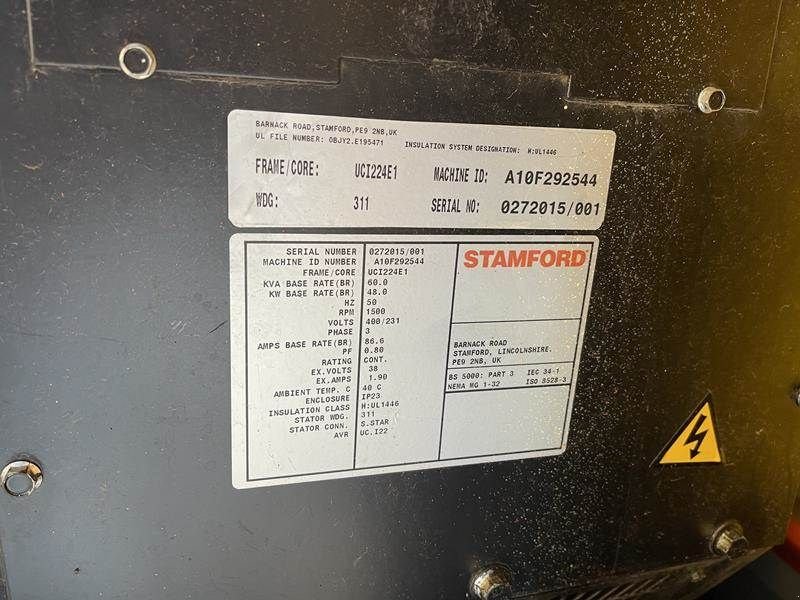 BARNACK ROAD,STAMFORD,PE9 2NB,UK
UL FILE NUMBER: OBJY2.E195471 INSULATION SYSTEM DESIGNATION: H:UL1446
FRAME/CORE: UCI224E1 MACHINE ID: A10F292544
WDG: 311 SERIAL NO: 0272015/001
SERIAL NUMBER 0272015/001
MACHINE ID NUMBER A10F292544
FRAME/CORE UCI224E1
KVA BASE RATE(BR) 60.0
KW BASE RATE(BR) 48.0
HZ 50
RPM 1500
VOLTS 400/231
PHASE 3
AMPS BASE RATE(BR) 86.6
PF 0.80
RATING CONT.
EX.VOLTS 38
EX.AMPS 1.90
AMBIENT TEMP. C 40 C
ENCLOSURE IP23
INSULATION CLASS H:UL1446
STATOR WDG. 311
STATOR CONN. S.STAR
AVR UC.I22
STAMFORD
BARNACK ROAD
STAMFORD, LINCOLNSHIRE.
PE9 2NB, UK
BS 5000: PART 3 IEC 34-1
NEMA MG 1-32 ISO 8528-3